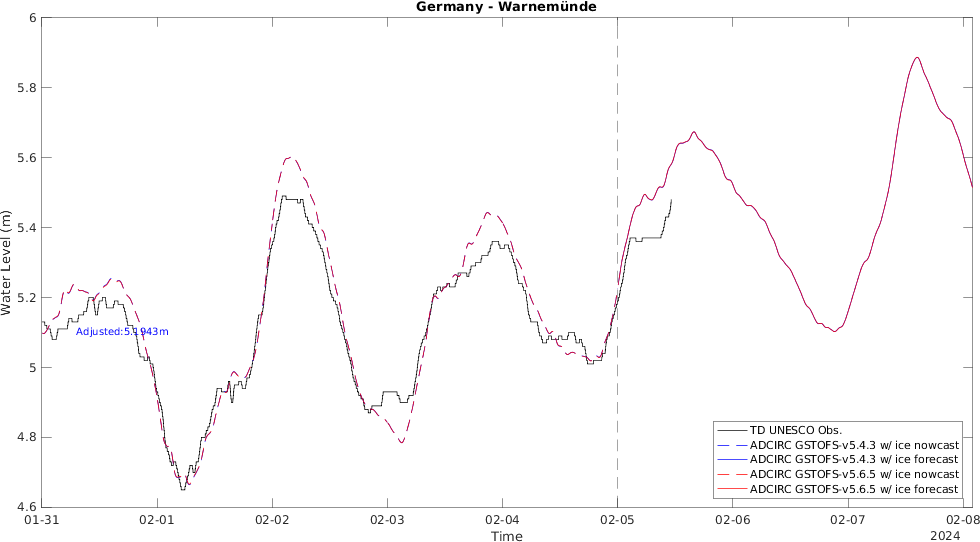 Germany - Warnemünde
6
5.8
5.6
5.4
5.2
5
4.8
4.6
Water Level (m)
Adjusted:5.1943m
TD UNESCO Obs.
ADCIRC GSTOFS-v5.4.3 w/ ice nowcast
ADCIRC GSTOFS-v5.4.3 w/ ice forecast
ADCIRC GSTOFS-v5.6.5 w/ ice nowcast
ADCIRC GSTOFS-v5.6.5 w/ ice forecast
01-31 02-01 02-02 02-03 02-04 02-05 02-06 02-07 02-08
Time
2024